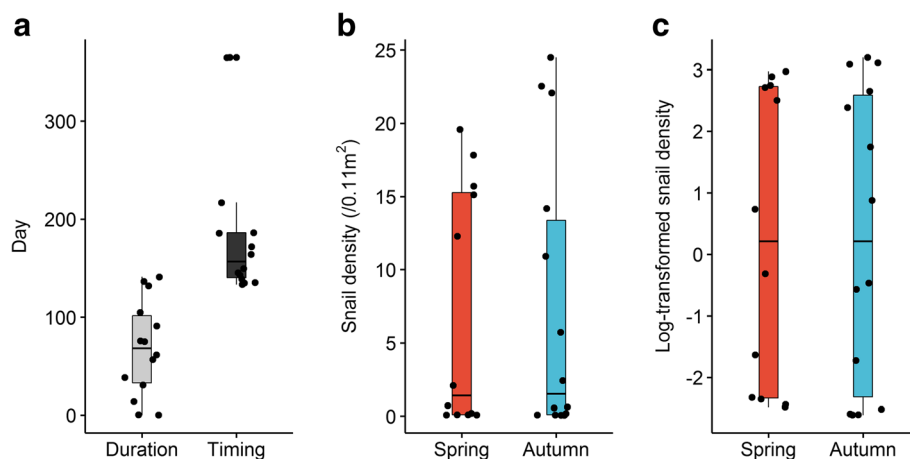 a
Day
300
200
100
0
Duration Timing
b
Snail density (/0.11m²)
25
20
15
10
5
0
Spring Autumn
c
Log-transformed snail density
3
2
1
0
-1
-2
Spring Autumn